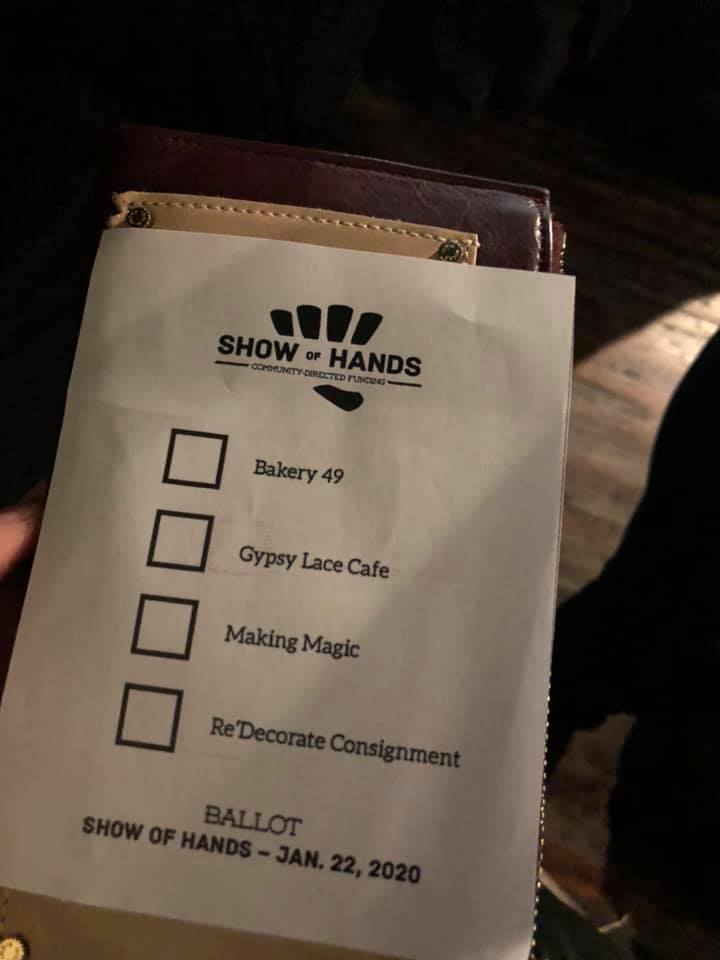 SHOW OF HANDS
COMMUNITY-DIRECTED FUNDING
Bakery 49
Gypsy Lace Cafe
Making Magic
Re'Decorate Consignment
BALLOT
SHOW OF HANDS – JAN. 22, 2020